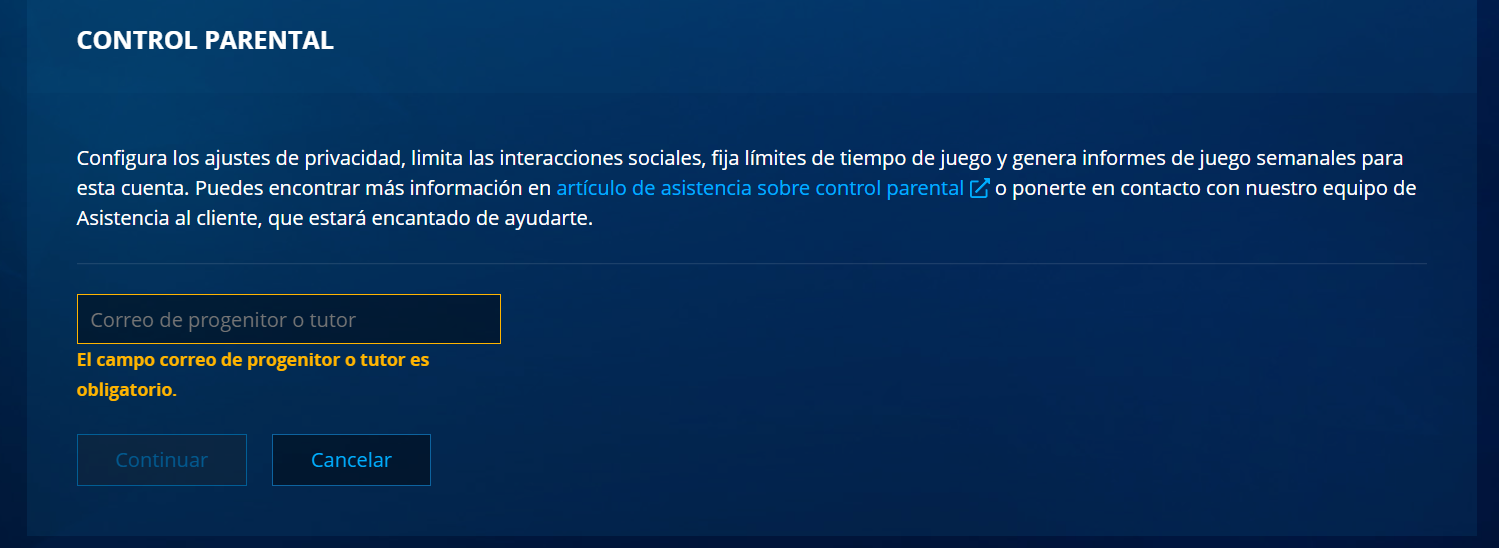 CONTROL PARENTAL
Configura los ajustes de privacidad, limita las interacciones sociales, fija límites de tiempo de juego y genera informes de juego semanales para
esta cuenta. Puedes encontrar más información en artículo de asistencia sobre control parental o ponerte en contacto con nuestro equipo de
Asistencia al cliente, que estará encantado de ayudarte.
Correo de progenitor o tutor
El campo correo de progenitor o tutor es
obligatorio.
Continuar
Cancelar